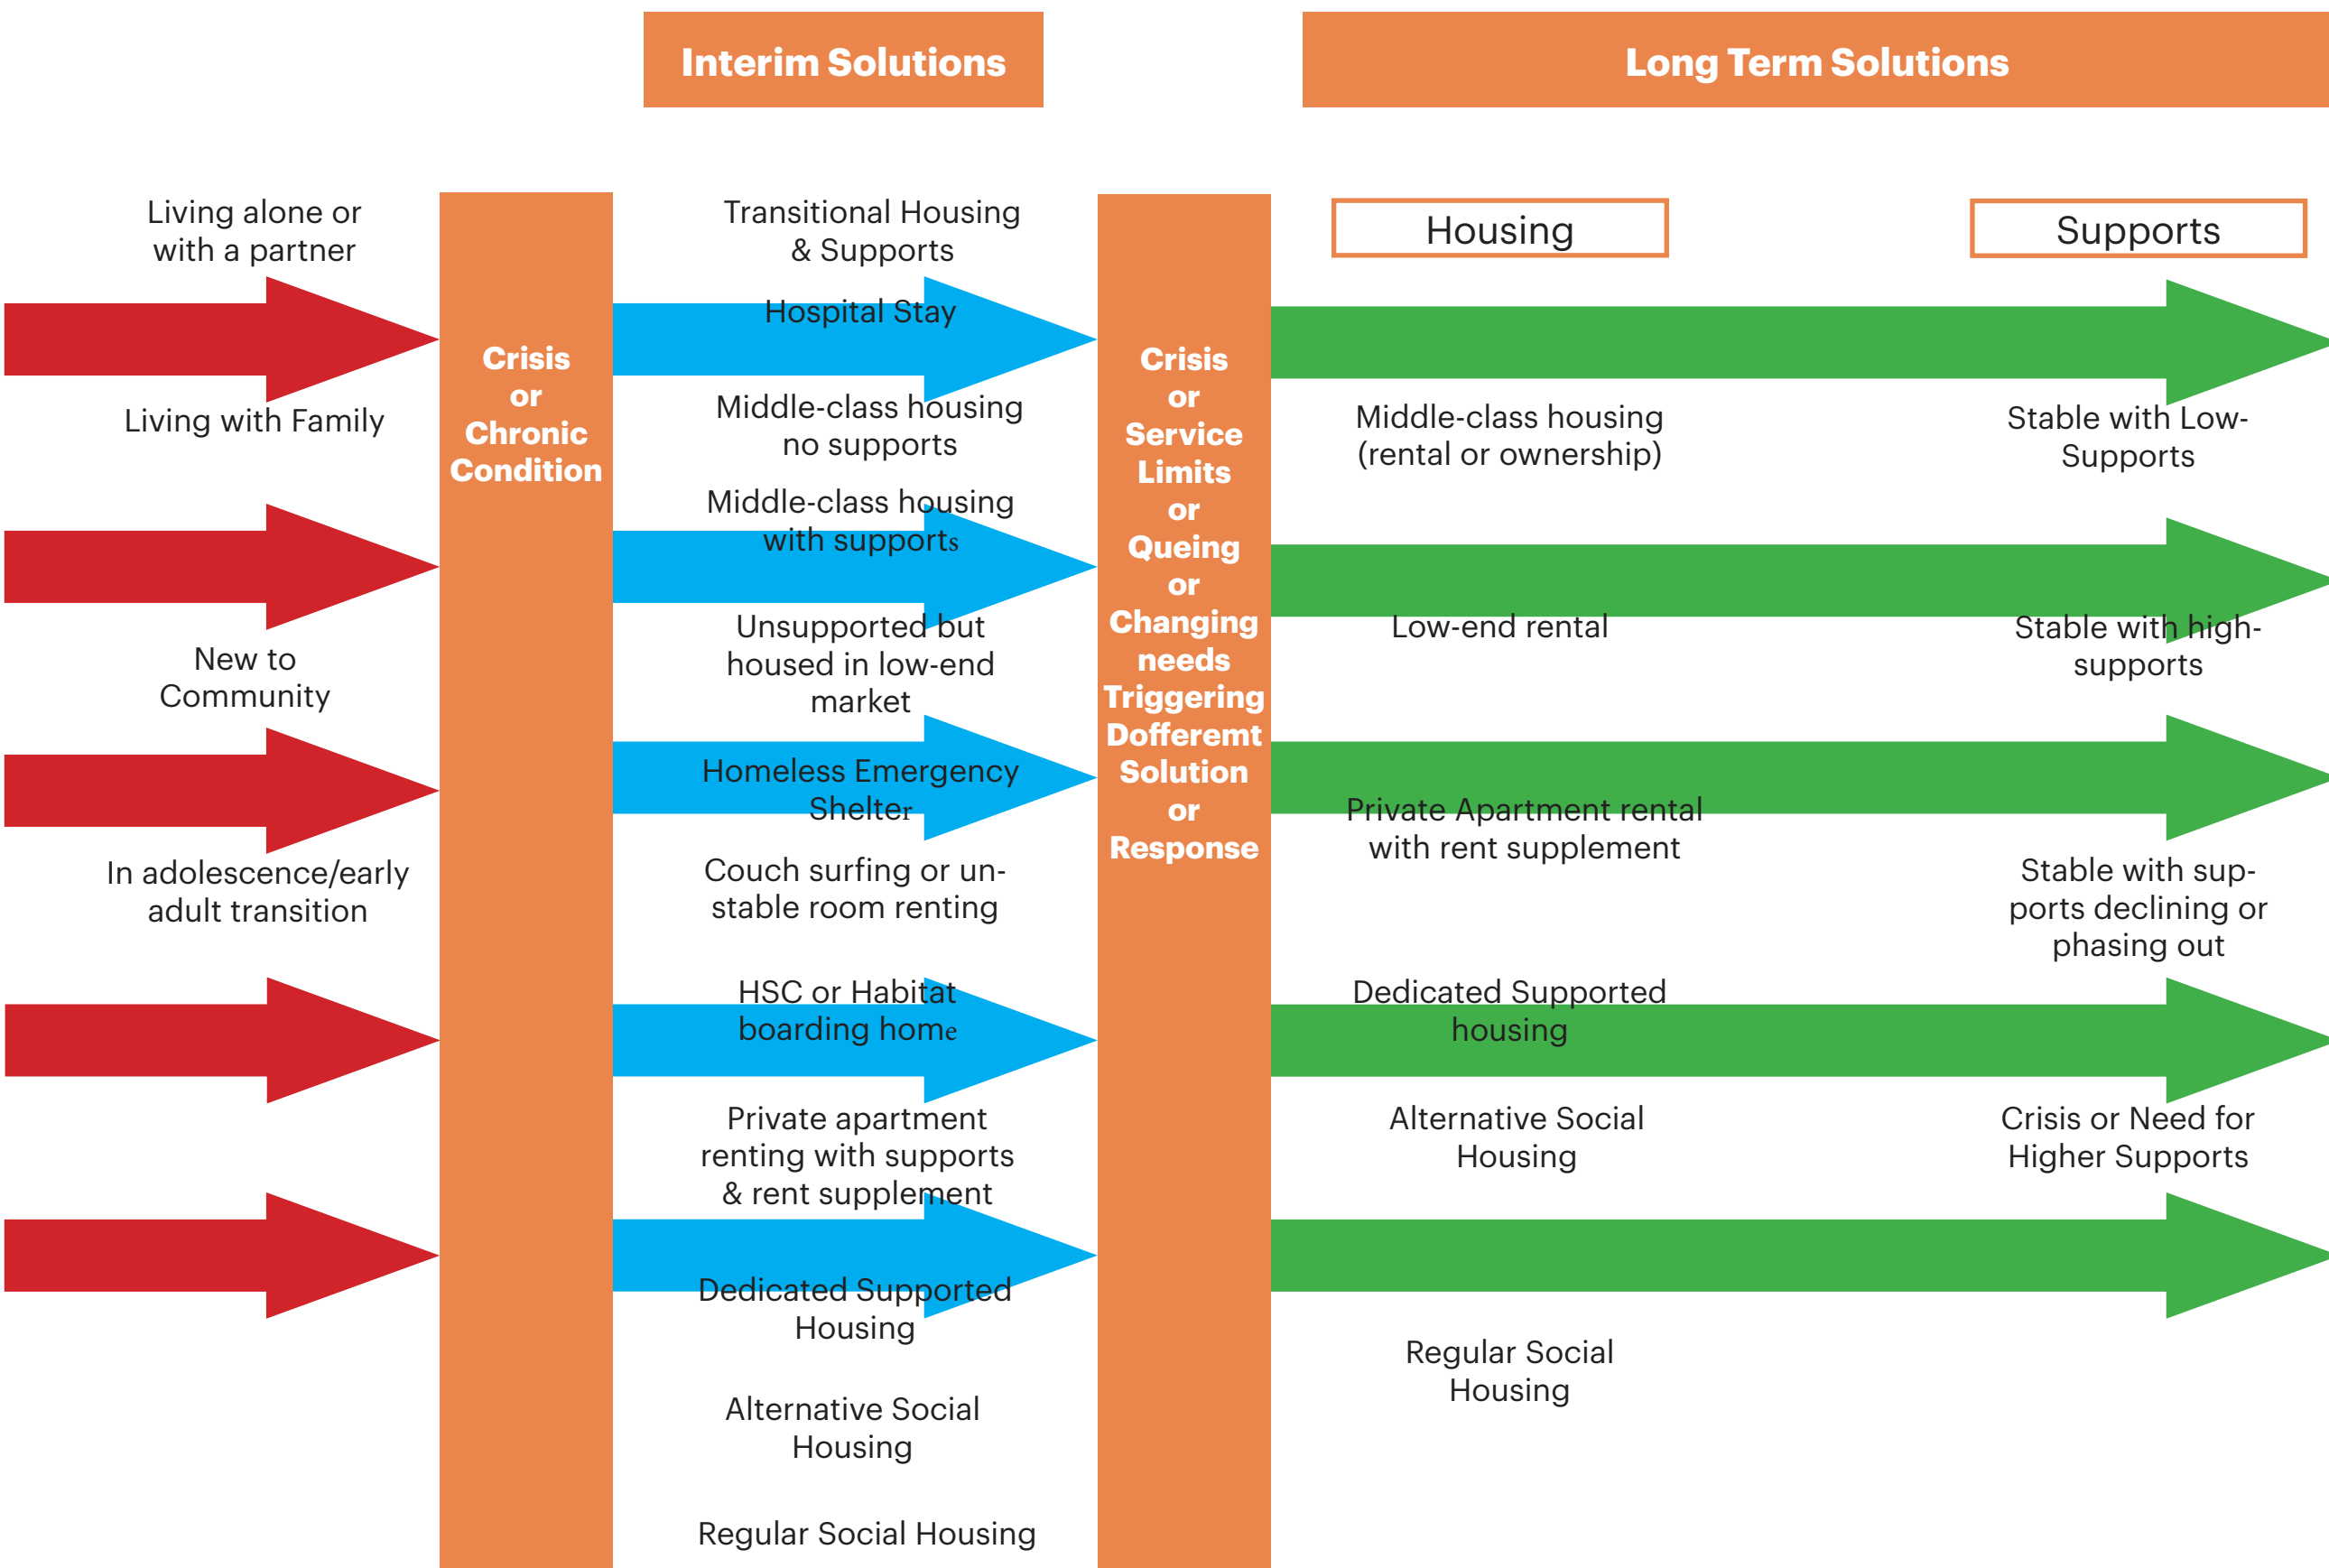 Interim Solutions
Long Term Solutions
Living alone or
with a partner
Living with Family
New to
Community
In adolescence/early
adult transition
Crisis
or
Chronic
Condition
Transitional Housing
& Supports
Hospital Stay
Middle-class housing
no supports
Middle-class housing
with supports
Unsupported but
housed in low-end
market
Homeless Emergency
Shelter
Couch surfing or un-
stable room renting
HSC or Habitat
boarding home
Private apartment
renting with supports
& rent supplement
Dedicated Supported
Housing
Alternative Social
Housing
Regular Social Housing
Crisis
or
Service
Limits
or
Queing
or
Changing
needs
Triggering
Dofferemt
Solution
or
Response
Housing
Middle-class housing
(rental or ownership)
Low-end rental
Private Apartment rental
with rent supplement
Dedicated Supported
housing
Alternative Social
Housing
Regular Social
Housing
Supports
Stable with Low-
Supports
Stable with high-
supports
Stable with sup-
ports declining or
phasing out
Crisis or Need for
Higher Supports